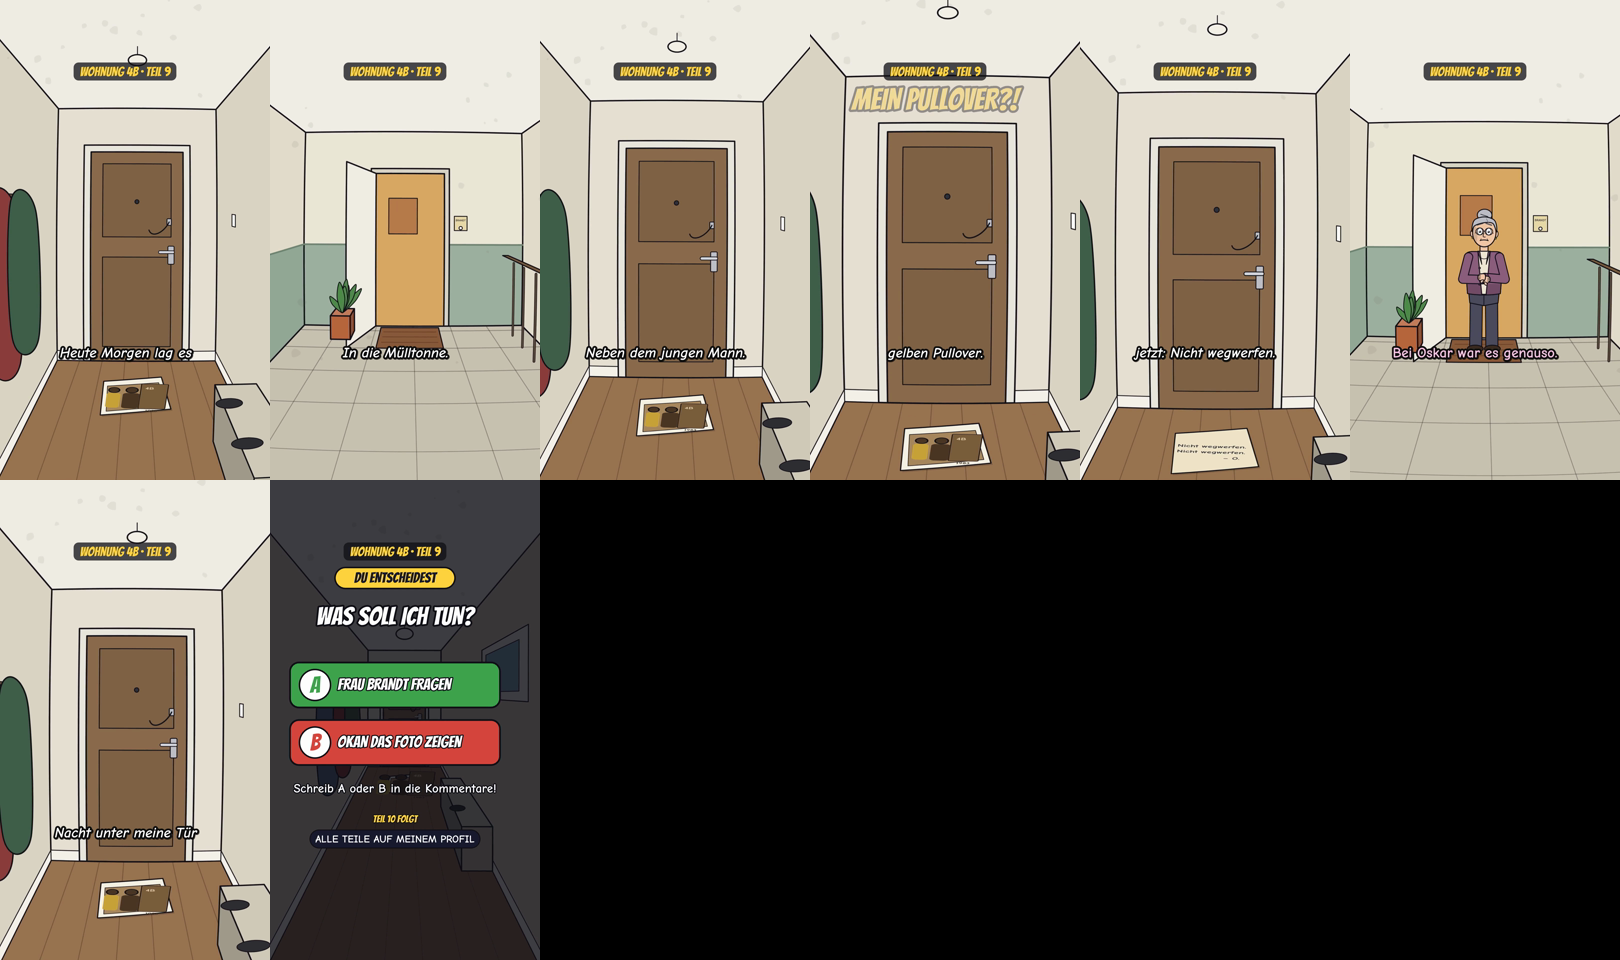 WOHNUNG 4B · TEIL 9
Heute Morgen lag es
4B
WOHNUNG 4B · TEIL 9
In die Mülltonne.
WOHNUNG 4B · TEIL 9
Neben dem jungen Mann.
4B
WOHNUNG 4B · TEIL 9
MEIN PULLOVER?!
gelben Pullover.
4B
WOHNUNG 4B · TEIL 9
jetzt: Nicht wegwerfen.
Nicht wegwerfen.
Nicht wegwerfen.
- O.
WOHNUNG 4B · TEIL 9
Bei Oskar war es genauso.
WOHNUNG 4B · TEIL 9
Nacht unter meine Tür
4B
WOHNUNG 4B · TEIL 9
DU ENTSCHEIDEST
WAS SOLL ICH TUN?
A FRAU BRANDT FRAGEN
B OKAN DAS FOTO ZEIGEN
Schreib A oder B in die Kommentare!
TEIL 10 FOLGT
ALLE TEILE AUF MEINEM PROFIL